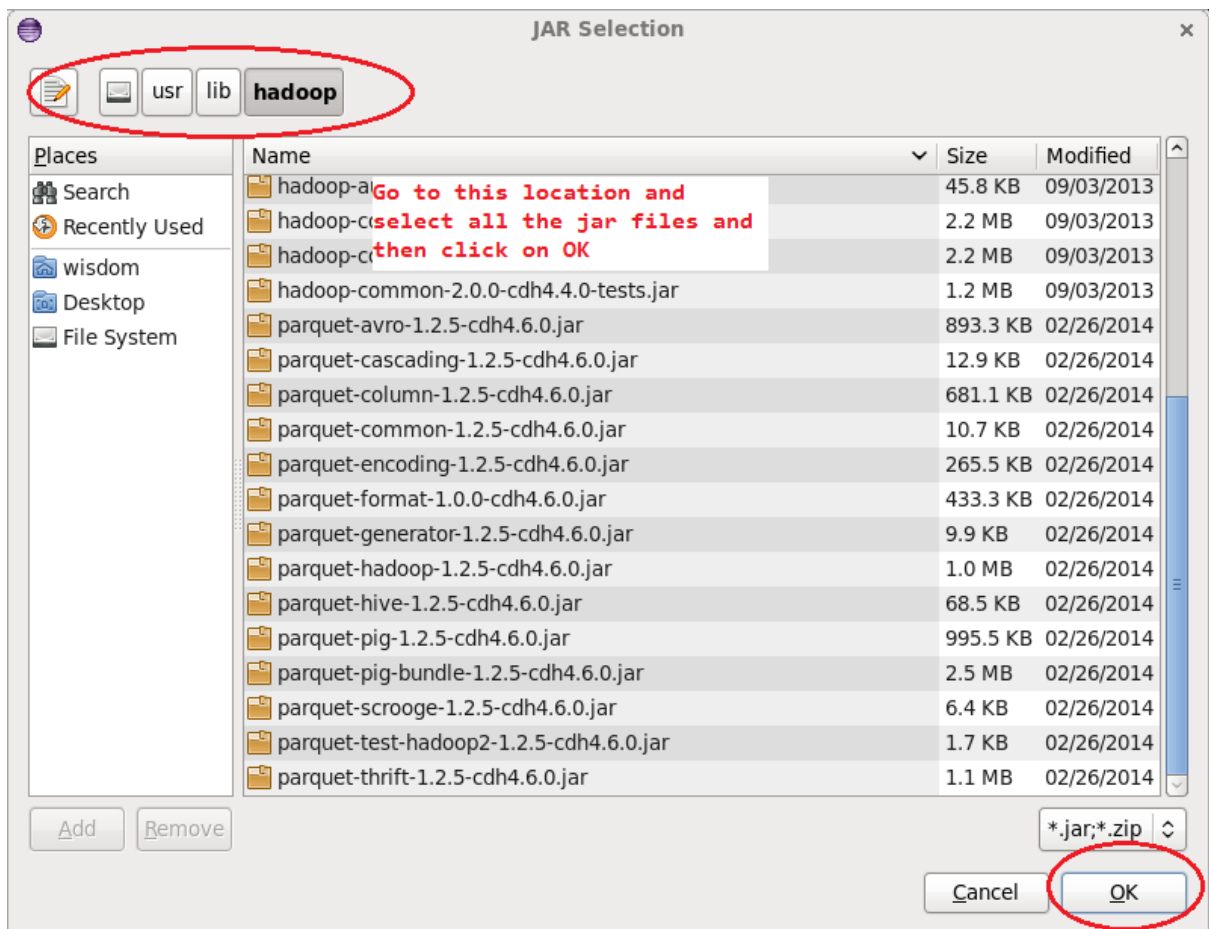 JAR Selection
usr lib hadoop
Places
Search
Recently Used
wisdom
Desktop
File System
Name Size Modified
hadoop-a 45.8 KB 09/03/2013
hadoop-c 2.2 MB 09/03/2013
hadoop-c 2.2 MB 09/03/2013
Go to this location and
select all the jar files and
then click on OK
hadoop-common-2.0.0-cdh4.4.0-tests.jar 1.2 MB 09/03/2013
parquet-avro-1.2.5-cdh4.6.0.jar 893.3 KB 02/26/2014
parquet-cascading-1.2.5-cdh4.6.0.jar 12.9 KB 02/26/2014
parquet-column-1.2.5-cdh4.6.0.jar 681.1 KB 02/26/2014
parquet-common-1.2.5-cdh4.6.0.jar 10.7 KB 02/26/2014
parquet-encoding-1.2.5-cdh4.6.0.jar 265.5 KB 02/26/2014
parquet-format-1.0.0-cdh4.6.0.jar 433.3 KB 02/26/2014
parquet-generator-1.2.5-cdh4.6.0.jar 9.9 KB 02/26/2014
parquet-hadoop-1.2.5-cdh4.6.0.jar 1.0 MB 02/26/2014
parquet-hive-1.2.5-cdh4.6.0.jar 68.5 KB 02/26/2014
parquet-pig-1.2.5-cdh4.6.0.jar 995.5 KB 02/26/2014
parquet-pig-bundle-1.2.5-cdh4.6.0.jar 2.5 MB 02/26/2014
parquet-scrooge-1.2.5-cdh4.6.0.jar 6.4 KB 02/26/2014
parquet-test-hadoop2-1.2.5-cdh4.6.0.jar 1.7 KB 02/26/2014
parquet-thrift-1.2.5-cdh4.6.0.jar 1.1 MB 02/26/2014
Add Remove
*.jar;*.zip
Cancel OK